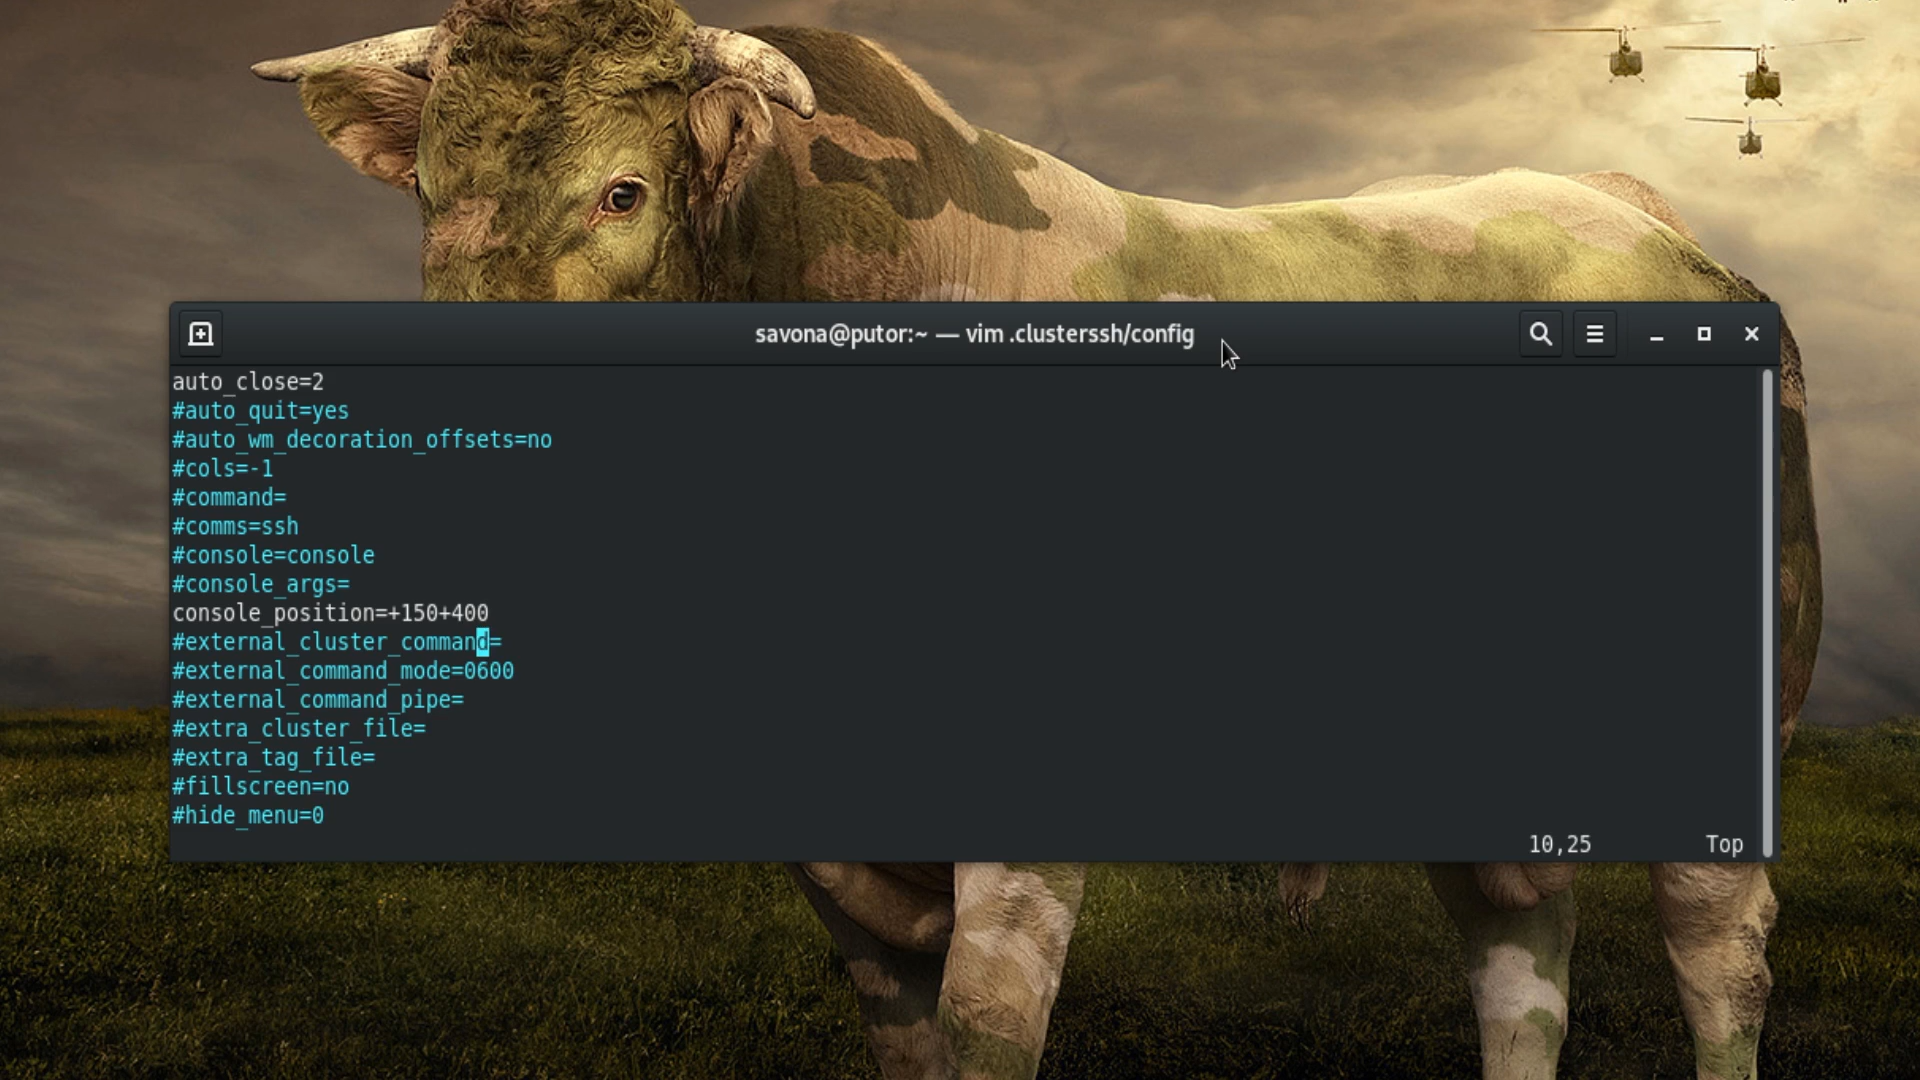 savona@putor:~ — vim .clusterssh/config
auto_close=2
#auto_quit=yes
#auto_wm_decoration_offsets=no
#cols=-1
#command=
#comms=ssh
#console=console
#console_args=
console_position=+150+400
#external_cluster_command=
#external_command_mode=0600
#external_command_pipe=
#extra_cluster_file=
#extra_tag_file=
#fillscreen=no
#hide_menu=0
10,25 Top